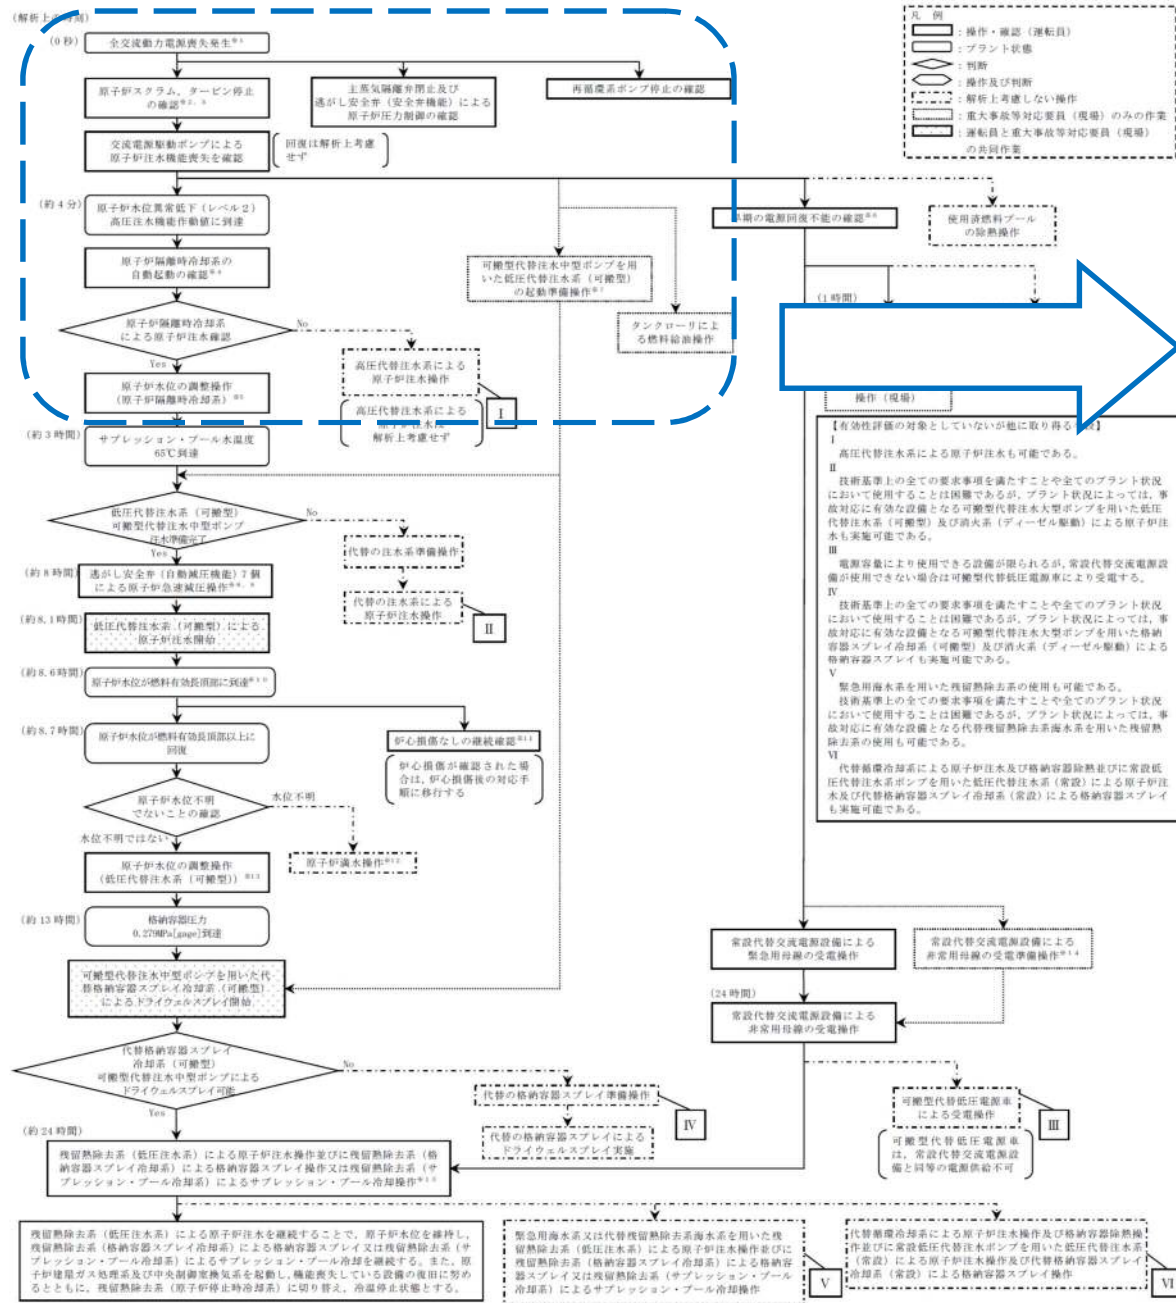 (解析上の時刻)
(0秒)
全交流動力電源喪失発生※1
原子炉スクラム、タービン停止
の確認※2, 3
主蒸気隔離弁閉止及び
逃がし安全弁(安全弁機能)による
原子炉圧力制御の確認
再循環系ポンプ停止の確認
交流電源駆動ポンプによる
原子炉注水機能喪失を確認
回復は解析上考慮
せず
凡 例
:操作・確認(運転員)
:プラント状態
:判断
:操作及び判断
:解析上考慮しない操作
:重大事故等対応要員(現場)のみの作業
:運転員と重大事故等対応要員(現場)
の共同作業
(約4分)
原子炉水位異常低下(レベル2)
高圧注水機能作動値に到達
原子炉隔離時冷却系の
自動起動の確認※4
原子炉隔離時冷却系
による原子炉注水確認
No
Yes
原子炉水位の調整操作
(原子炉隔離時冷却系)※5
高圧代替注水系による
原子炉注水操作
I
高圧代替注水系による
原子炉注水は
解析上考慮せず
可搬型代替注水中型ポンプを用
いた低圧代替注水系(可搬型)
の起動準備操作※7
タンクローリによ
る燃料給油操作
早期の電源回復不能の確認※6
使用済燃料プール
の除熱操作
(1時間)
操作(現場)
(約3時間)
サプレッション・プール水温度
65℃到達
低圧代替注水系(可搬型)
可搬型代替注水中型ポンプ
注水準備完了
No
Yes
代替の注水系準備操作
代替の注水系による
原子炉注水操作
II
(約8時間)
逃がし安全弁(自動減圧機能)7個
による原子炉急速減圧操作※8, 9
(約8.1時間)
低圧代替注水系(可搬型)による
原子炉注水開始
(約8.6時間)
原子炉水位が燃料有効長頂部に到達※10
(約8.7時間)
原子炉水位が燃料有効長頂部以上に
回復
炉心損傷なしの継続確認※11
炉心損傷が確認された場
合は、炉心損傷後の対応手
順に移行する
原子炉水位不明
でないことの確認
水位不明
水位不明ではない
原子炉満水操作※12
原子炉水位の調整操作
(低圧代替注水系(可搬型))※13
(約13時間)
格納容器圧力
0.279MPa[gage]到達
可搬型代替注水中型ポンプを用いた代
替格納容器スプレイ冷却系(可搬型)
によるドライウェルスプレイ開始
代替格納容器スプレイ
冷却系(可搬型)
可搬型代替注水中型ポンプによる
ドライウェルスプレイ可能
No
Yes
代替の格納容器スプレイ準備操作
代替の格納容器スプレイによる
ドライウェルスプレイ実施
IV
【有効性評価の対象としていないが他に取り得る手段】
I
高圧代替注水系による原子炉注水も可能である。
II
技術基準上の全ての要求事項を満たすことや全てのプラント状況
において使用することは困難であるが、プラント状況によっては、事
故対応に有効な設備となる可搬型代替注水大型ポンプを用いた低圧
代替注水系(可搬型)及び消火系(ディーゼル駆動)による原子炉注
水も実施可能である。
III
電源容量により使用できる設備が限られるが、常設代替交流電源設
備が使用できない場合は可搬型代替低圧電源車により受電する。
IV
技術基準上の全ての要求事項を満たすことや全てのプラント状況
において使用することは困難であるが、プラント状況によっては、事
故対応に有効な設備となる可搬型代替注水大型ポンプを用いた格納
容器スプレイ冷却系(可搬型)及び消火系(ディーゼル駆動)による
格納容器スプレイも実施可能である。
V
緊急用海水系を用いた残留熱除去系の使用も可能である。
技術基準上の全ての要求事項を満たすことや全てのプラント状況
において使用することは困難であるが、プラント状況によっては、事
故対応に有効な設備となる代替残留熱除去系海水系を用いた残留熱
除去系の使用も可能である。
VI
代替循環冷却系による原子炉注水及び格納容器除熱並びに常設低
圧代替注水系ポンプを用いた低圧代替注水系(常設)による原子炉注
水及び代替格納容器スプレイ冷却系(常設)による格納容器スプレイ
も実施可能である。
常設代替交流電源設備による
緊急用母線の受電操作
常設代替交流電源設備による
非常用母線の受電準備操作※14
(24時間)
常設代替交流電源設備による
非常用母線の受電操作
可搬型代替低圧電源車
による受電操作
III
可搬型代替低圧電源車
は、常設代替交流電源設
備と同等の電源供給不可
(約24時間)
残留熱除去系(低圧注水系)による原子炉注水操作並びに残留熱除去系(格
納容器スプレイ冷却系)による格納容器スプレイ操作又は残留熱除去系(サ
プレッション・プール冷却系)によるサプレッション・プール冷却操作※15
残留熱除去系(低圧注水系)による原子炉注水を継続することで、原子炉水位を維持し、
残留熱除去系(格納容器スプレイ冷却系)による格納容器スプレイ又は残留熱除去系(サ
プレッション・プール冷却系)によるサプレッション・プール冷却を継続する。また、原
子炉建屋ガス処理系及び中央制御室換気系を起動し、機能喪失している設備の復旧に努め
るとともに、残留熱除去系(原子炉停止時冷却系)に切り替え、冷温停止状態とする。
緊急用海水系又は代替残留熱除去系海水系を用いた残
留熱除去系(低圧注水系)による原子炉注水操作並びに
残留熱除去系(格納容器スプレイ冷却系)による格納容
器スプレイ又は残留熱除去系(サプレッション・プール
冷却系)によるサプレッション・プール冷却操作
V
代替循環冷却系による原子炉注水操作及び格納容器除熱操
作並びに常設低圧代替注水系ポンプを用いた低圧代替注水系
(常設)による原子炉注水操作及び代替格納容器スプレイ
冷却系(常設)による格納容器スプレイ操作
VI